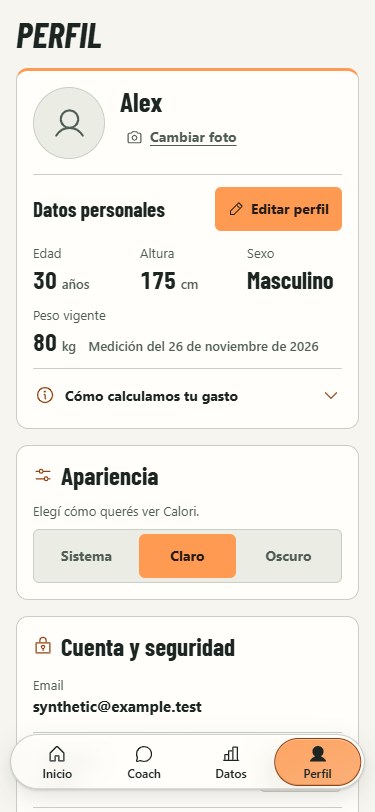 PERFIL
Alex
Cambiar foto
Datos personales
Editar perfil
Edad
Altura
Sexo
30 años
175 cm
Masculino
Peso vigente
80 kg Medición del 26 de noviembre de 2026
Cómo calculamos tu gasto
Apariencia
Elegí cómo querés ver Calori.
Sistema
Claro
Oscuro
Cuenta y seguridad
Email
synthetic@example.test
Inicio
Coach
Datos
Perfil